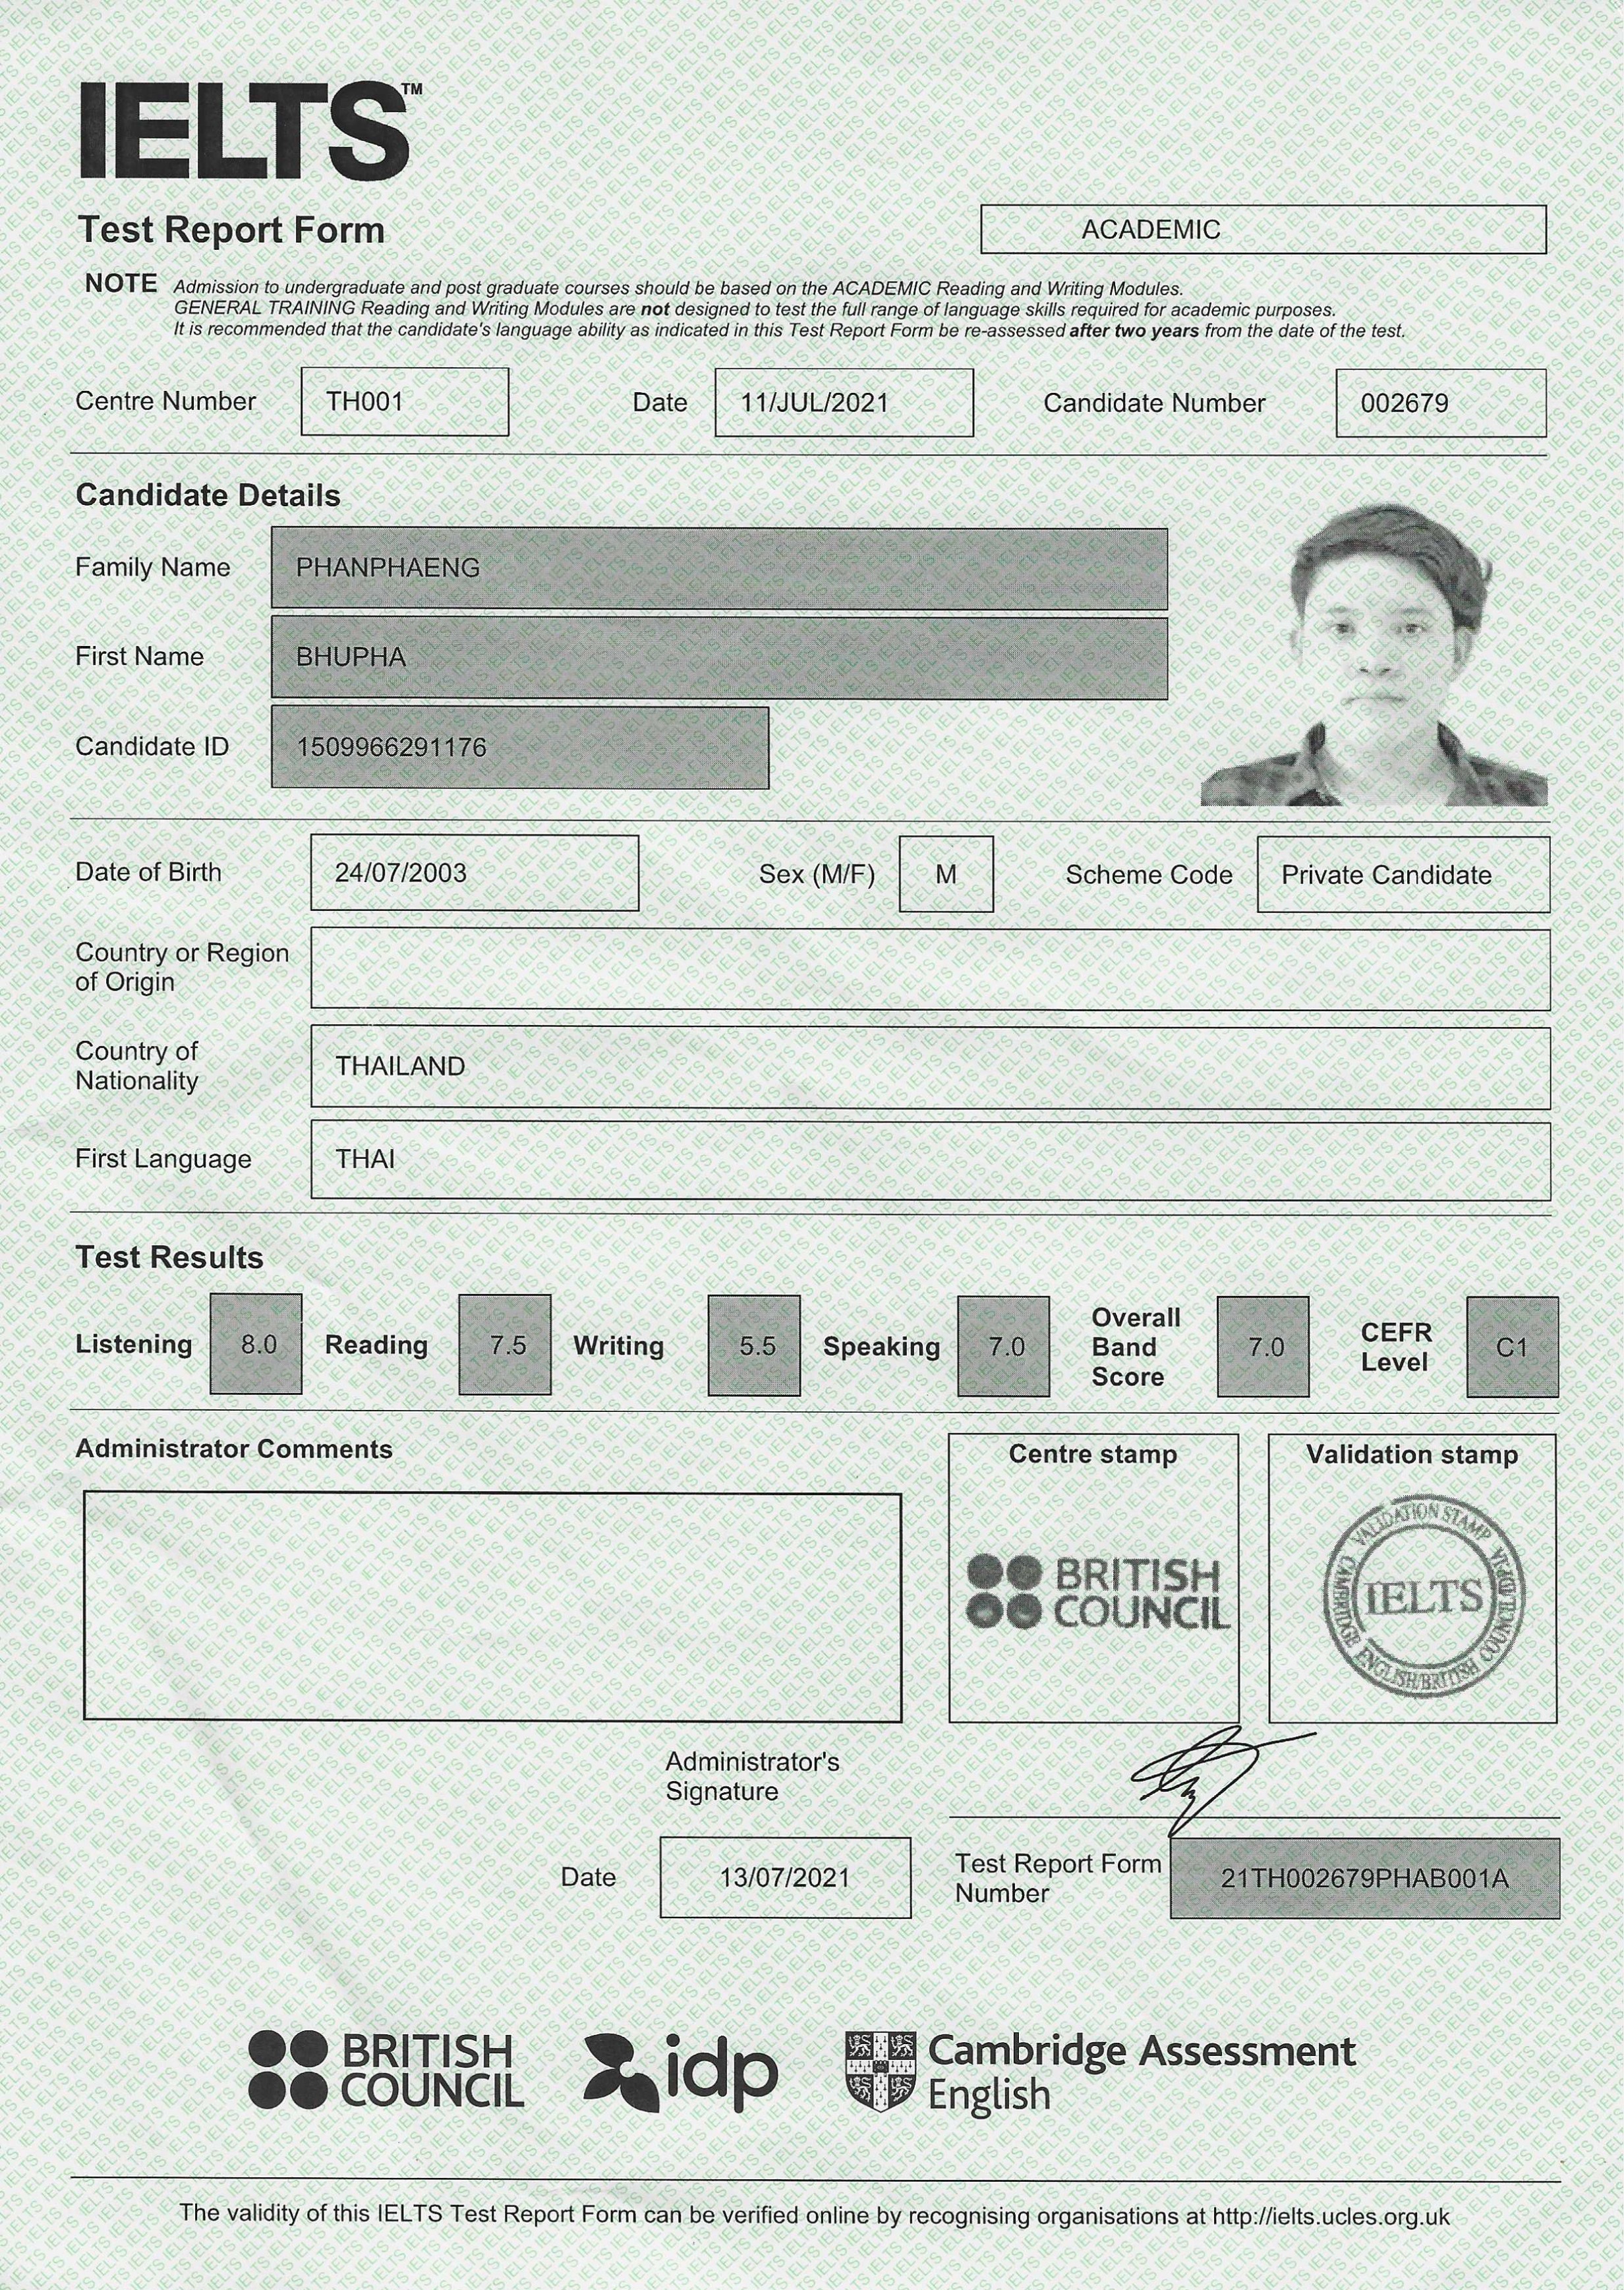 IELTS™
Test Report Form
ACADEMIC
NOTE Admission to undergraduate and post graduate courses should be based on the ACADEMIC Reading and Writing Modules.
GENERAL TRAINING Reading and Writing Modules are not designed to test the full range of language skills required for academic purposes.
It is recommended that the candidate's language ability as indicated in this Test Report Form be re-assessed after two years from the date of the test.
Centre Number TH001 Date 11/JUL/2021 Candidate Number 002679
Candidate Details
Family Name PHANPHAENG
First Name BHUPHA
Candidate ID 1509966291176
Date of Birth 24/07/2003 Sex (M/F) M Scheme Code Private Candidate
Country or Region
of Origin
Country of
Nationality
THAILAND
First Language THAI
Test Results
Listening 8.0 Reading 7.5 Writing 5.5 Speaking 7.0
Overall
Band
Score
7.0
CEFR
Level
C1
Administrator Comments
Centre stamp
BRITISH
COUNCIL
Validation stamp
VALIDATION STAMP
CAMBRIDGE ENGLISH/BRITISH COUNCIL/IDP:IA
IELTS
Administrator's
Signature
Date 13/07/2021
Test Report Form
Number
21TH002679PHAB001A
BRITISH
COUNCIL
idp
Cambridge Assessment
English
The validity of this IELTS Test Report Form can be verified online by recognising organisations at http://ielts.ucles.org.uk